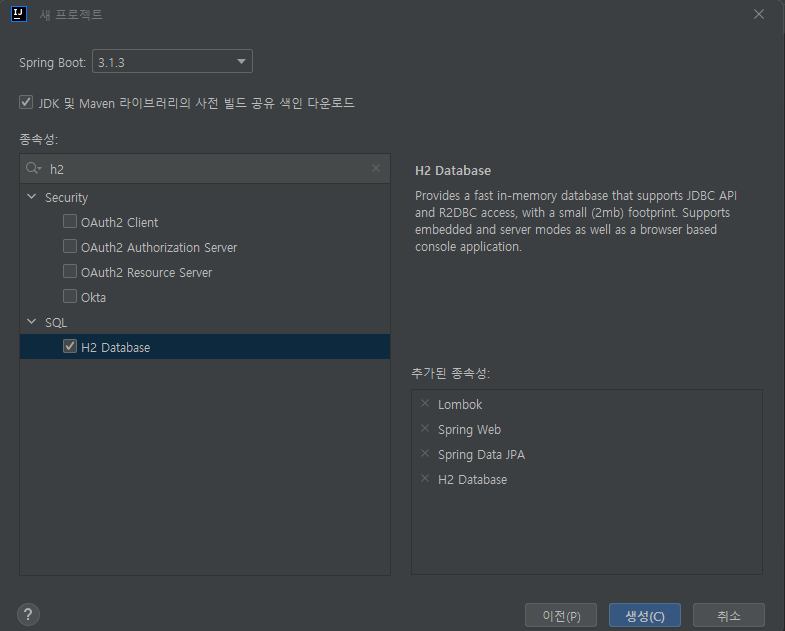 IJ
새 프로젝트
Spring Boot:
3.1.3
JDK 및 Maven 라이브러리의 사전 빌드 공유 색인 다운로드
종속성:
h2
Security
OAuth2 Client
OAuth2 Authorization Server
OAuth2 Resource Server
Okta
SQL
H2 Database
H2 Database
Provides a fast in-memory database that supports JDBC API
and R2DBC access, with a small (2mb) footprint. Supports
embedded and server modes as well as a browser based
console application.
추가된 종속성:
Lombok
Spring Web
Spring Data JPA
H2 Database
?
이전(P)
생성(C)
취소